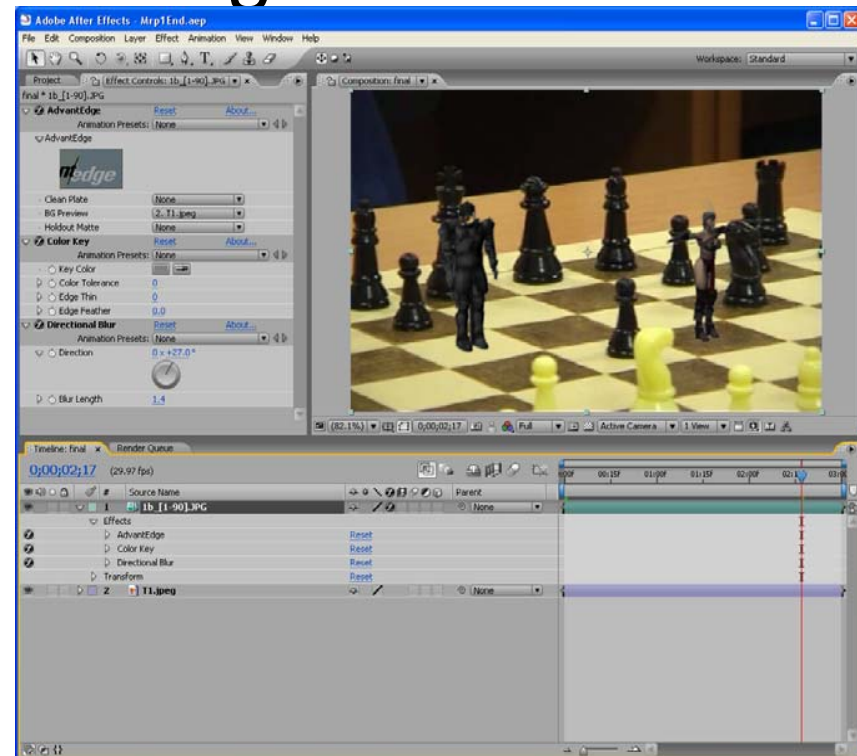 Adobe After Effects - Mrp1End.aep
File Edit Composition Layer Effect Animation View Window Help
Workspace: Standard
Project Effect Controls: 1b_[1-90].JPG
final * 1b_[1-90].JPG
AdvantEdge Reset About...
Animation Presets: None
AdvantEdge
edge
Clean Plate None
BG Preview 2. T1.jpeg
Holdout Matte None
Color Key Reset About...
Animation Presets: None
Key Color
Color Tolerance 0
Edge Thin 0
Edge Feather 0.0
Directional Blur Reset About...
Animation Presets: None
Direction 0 x +27.0°
Blur Length 1.4
Composition: final
(82.1%) 0;00;02;17 Full Active Camera 1 View
Timeline: final Render Queue
0;00;02;17 (29.97 fps)
00:15f 01:00f 01:15f 02:00f
# Source Name Parent
1 1b_[1-90].JPG None
Effects
AdvantEdge Reset
Color Key Reset
Directional Blur Reset
Transform Reset
2 T1.jpeg None